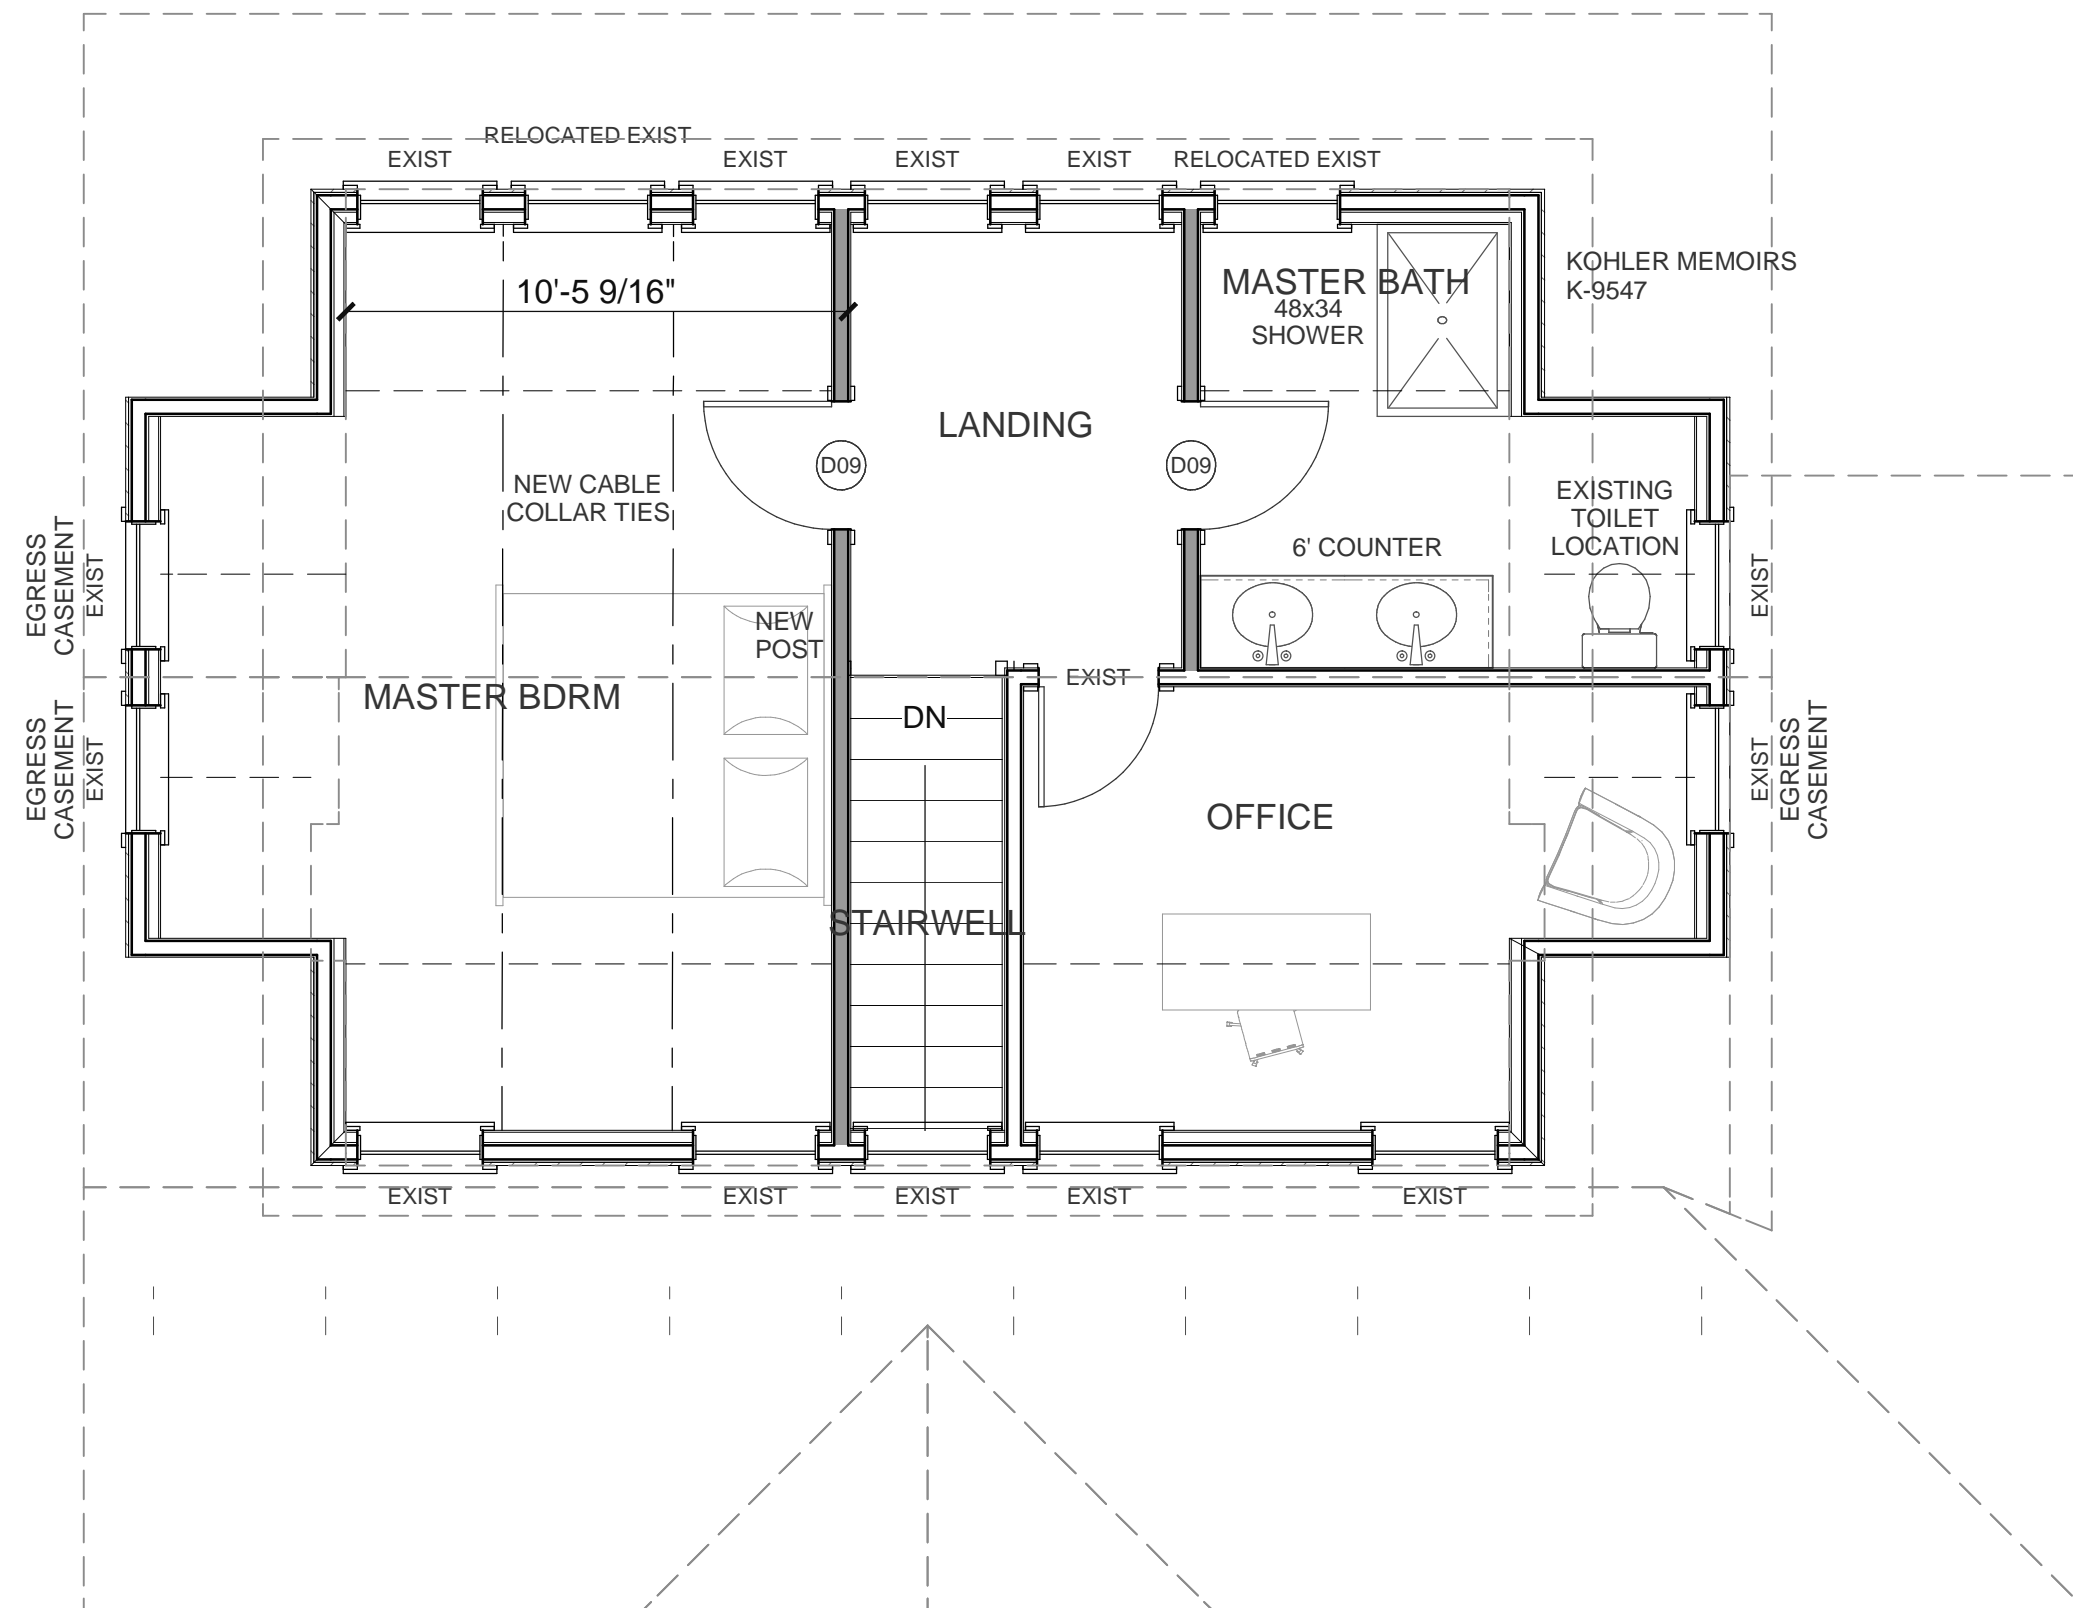 RELOCATED EXIST
EXIST
EXIST
EXIST
EXIST
RELOCATED EXIST
KOHLER MEMOIRS
K-9547
10'-5 9/16"
MASTER BATH
48x34
SHOWER
LANDING
D09
D09
NEW CABLE
COLLAR TIES
EXISTING
TOILET
LOCATION
6' COUNTER
EGRESS
CASEMENT
EXIST
EXIST
NEW
POST
MASTER BDRM
EXIST
DN
EGRESS
CASEMENT
EXIST
EXIST
EGRESS
CASEMENT
OFFICE
STAIRWELL
EXIST
EXIST
EXIST
EXIST
EXIST